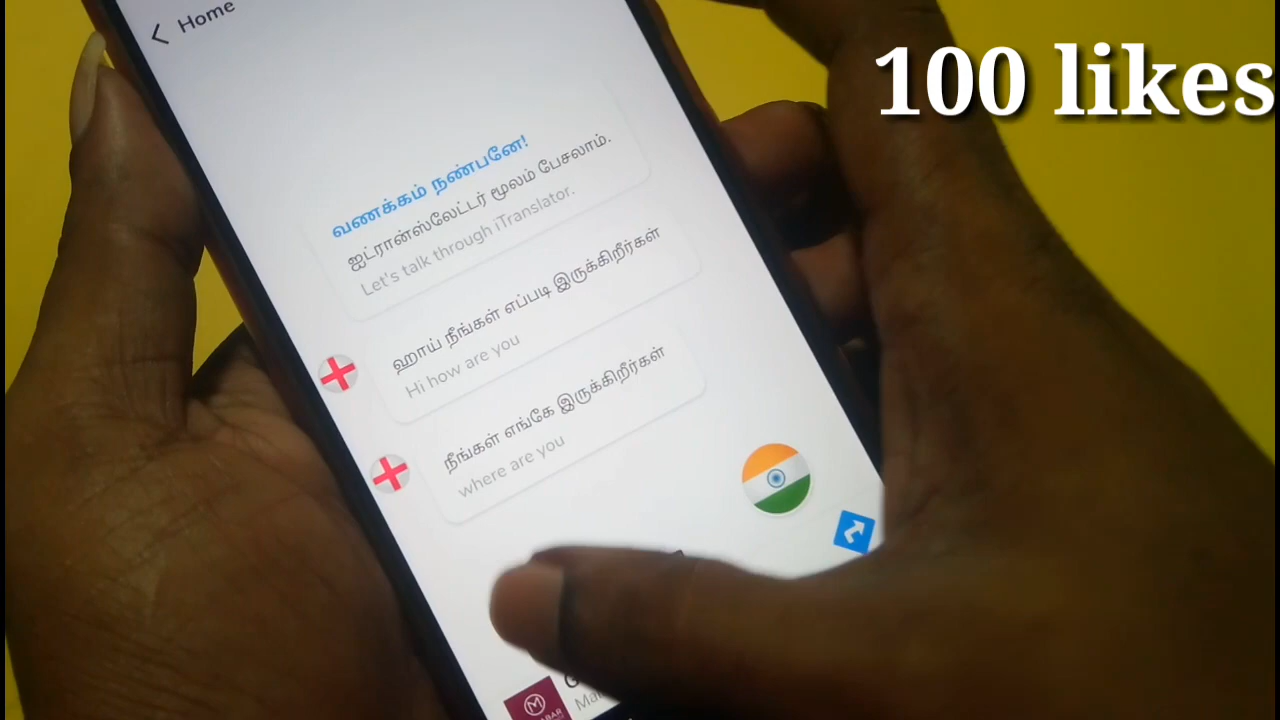 Home
100 likes
வணக்கம் நண்பனே!
ஐட்ரான்ஸ்லேட்டர் மூலம் பேசலாம்.
Let's talk through iTranslator.
ஹாய் நீங்கள் எப்படி இருக்கிறீர்கள்
Hi how are you
நீங்கள் எங்கே இருக்கிறீர்கள்
where are you